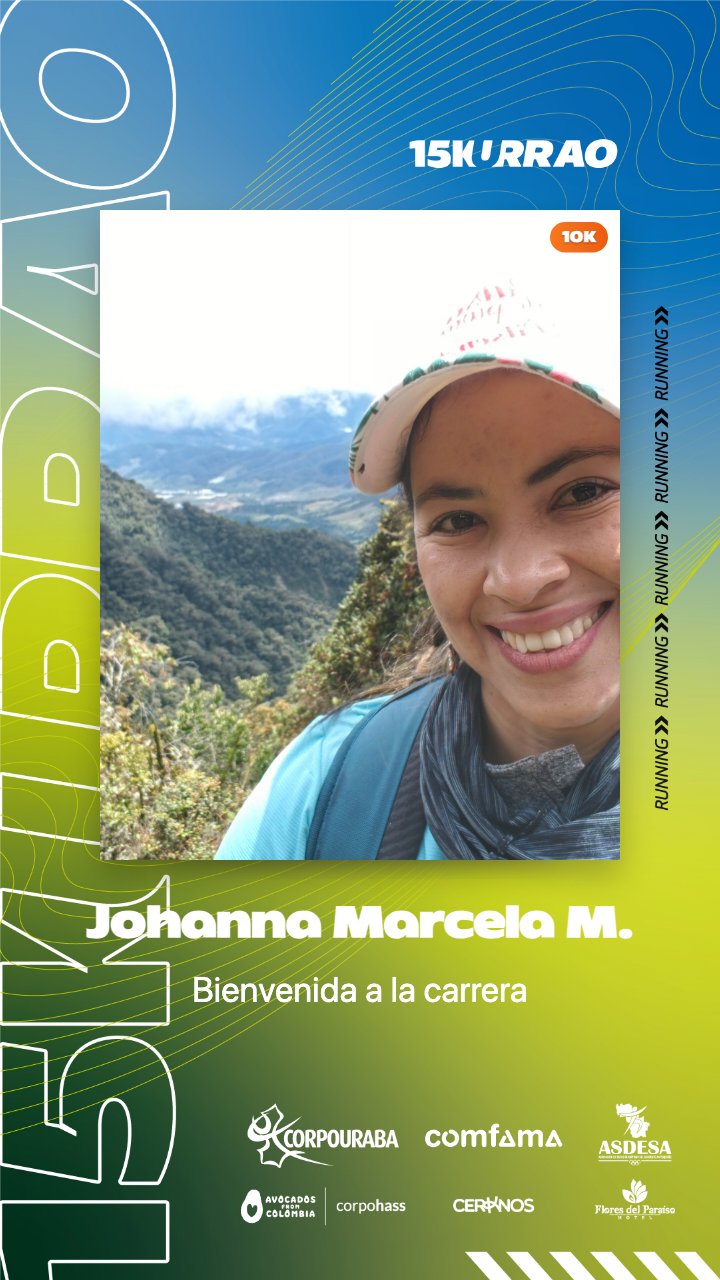 15KURRAO
10K
RUNNING >> RUNNING >> RUNNING >> RUNNING >> RUNNING >>
15KURRAO
Johanna Marcela M.
Bienvenida a la carrera
CORPOURABA
comfama
ASDESA
AVOCADOS
FROM
COLOMBIA
corpohass
CERCANOS
Flores del Paraíso
HOTEL